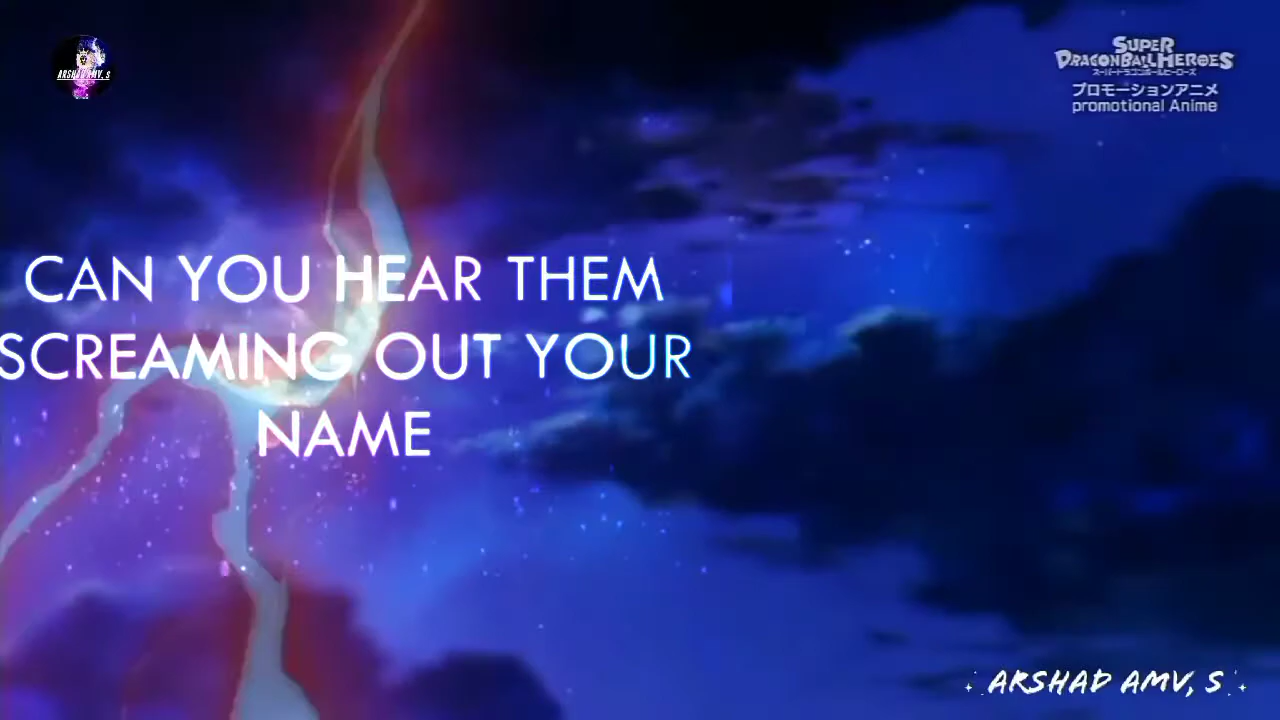 ARSHAD AMV, S
SUPER
DRAGONBALL HEROES
スーパードラゴンボールヒーローズ
プロモーションアニメ
promotional Anime
CAN YOU HEAR THEM
SCREAMING OUT YOUR
NAME
ARSHAD AMV, S